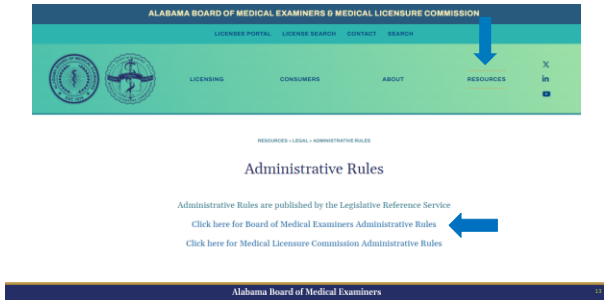 ALABAMA BOARD OF MEDICAL EXAMINERS & MEDICAL LICENSURE COMMISSION
LICENSEE PORTAL LICENSE SEARCH CONTACT SEARCH
LICENSING CONSUMERS ABOUT RESOURCES
RESOURCES » LEGAL » ADMINISTRATIVE RULES
Administrative Rules
Administrative Rules are published by the Legislative Reference Service
Click here for Board of Medical Examiners Administrative Rules
Click here for Medical Licensure Commission Administrative Rules
Alabama Board of Medical Examiners
13